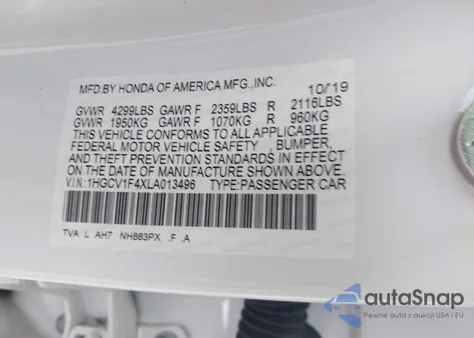 MFD.BY HONDA OF AMERICA MFG.,INC. 10/'19
GVWR 4299LBS GAWR F 2359LBS R 2116LBS
GVWR 1950KG GAWR F 1070KG R 960KG
THIS VEHICLE CONFORMS TO ALL APPLICABLE
FEDERAL MOTOR VEHICLE SAFETY , BUMPER,
AND THEFT PREVENTION STANDARDS IN EFFECT
ON THE DATE OF MANUFACTURE SHOWN ABOVE.
VIN:1HGCV1F4XLA013496 TYPE:PASSENGER CAR
TVA L AH7 NH883PX .F .A
autoSnap
Pewne auta z aukcji USA i EU